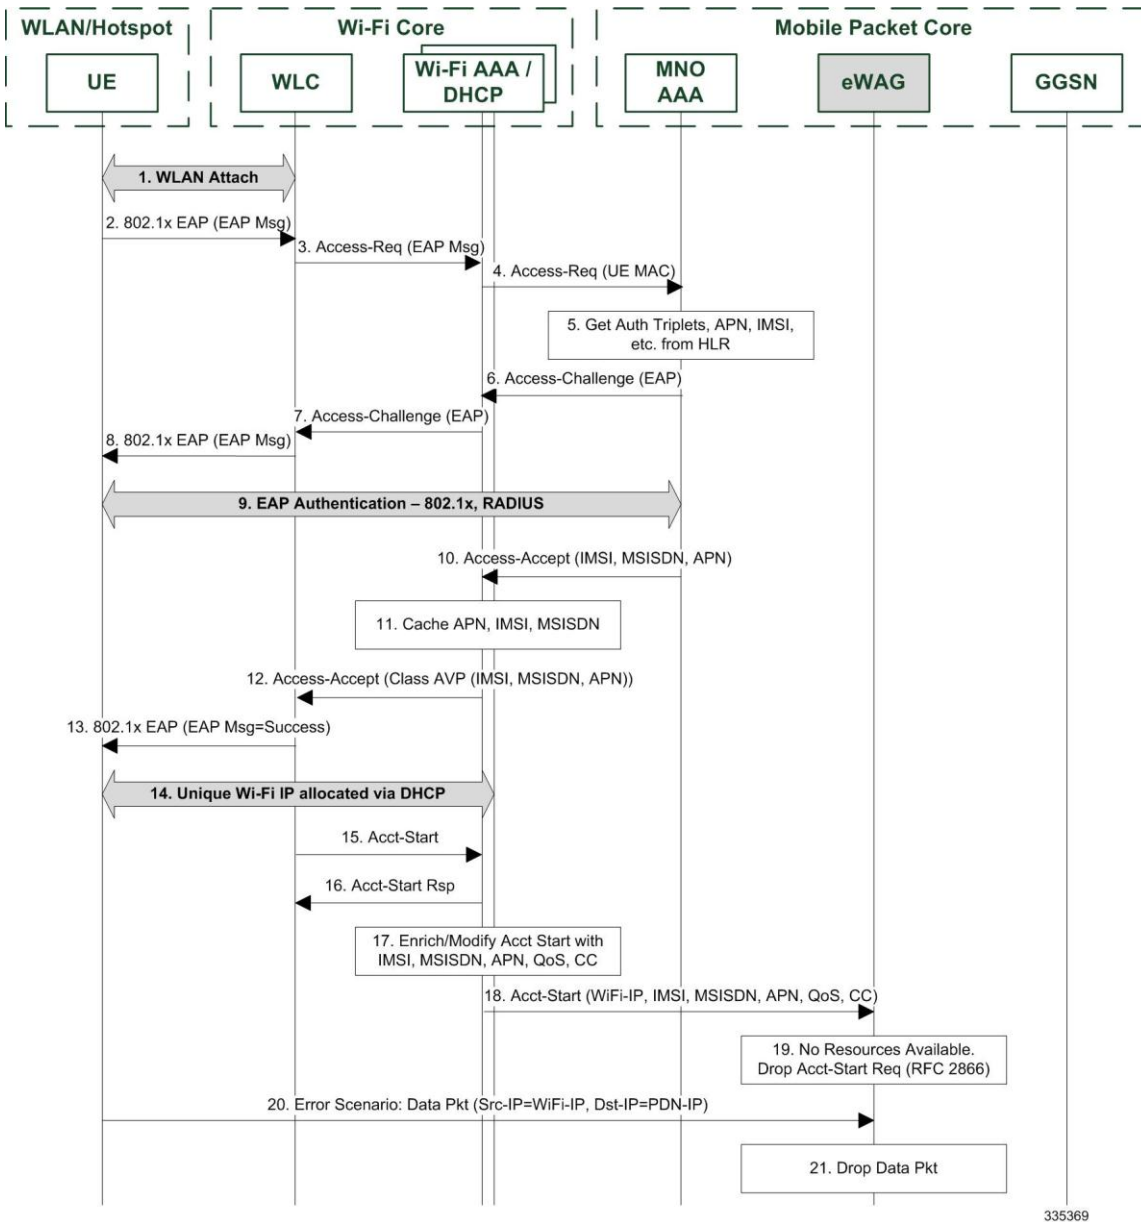 WLAN/Hotspot
Wi-Fi Core
Mobile Packet Core
UE
WLC
Wi-Fi AAA /
DHCP
MNO
AAA
eWAG
GGSN
1. WLAN Attach
2. 802.1x EAP (EAP Msg)
3. Access-Req (EAP Msg)
4. Access-Req (UE MAC)
5. Get Auth Triplets, APN, IMSI,
etc. from HLR
6. Access-Challenge (EAP)
7. Access-Challenge (EAP)
8. 802.1x EAP (EAP Msg)
9. EAP Authentication – 802.1x, RADIUS
10. Access-Accept (IMSI, MSISDN, APN)
11. Cache APN, IMSI, MSISDN
12. Access-Accept (Class AVP (IMSI, MSISDN, APN))
13. 802.1x EAP (EAP Msg=Success)
14. Unique Wi-Fi IP allocated via DHCP
15. Acct-Start
16. Acct-Start Rsp
17. Enrich/Modify Acct Start with
IMSI, MSISDN, APN, QoS, CC
18. Acct-Start (WiFi-IP, IMSI, MSISDN, APN, QoS, CC)
19. No Resources Available.
Drop Acct-Start Req (RFC 2866)
20. Error Scenario: Data Pkt (Src-IP=WiFi-IP, Dst-IP=PDN-IP)
21. Drop Data Pkt
335369